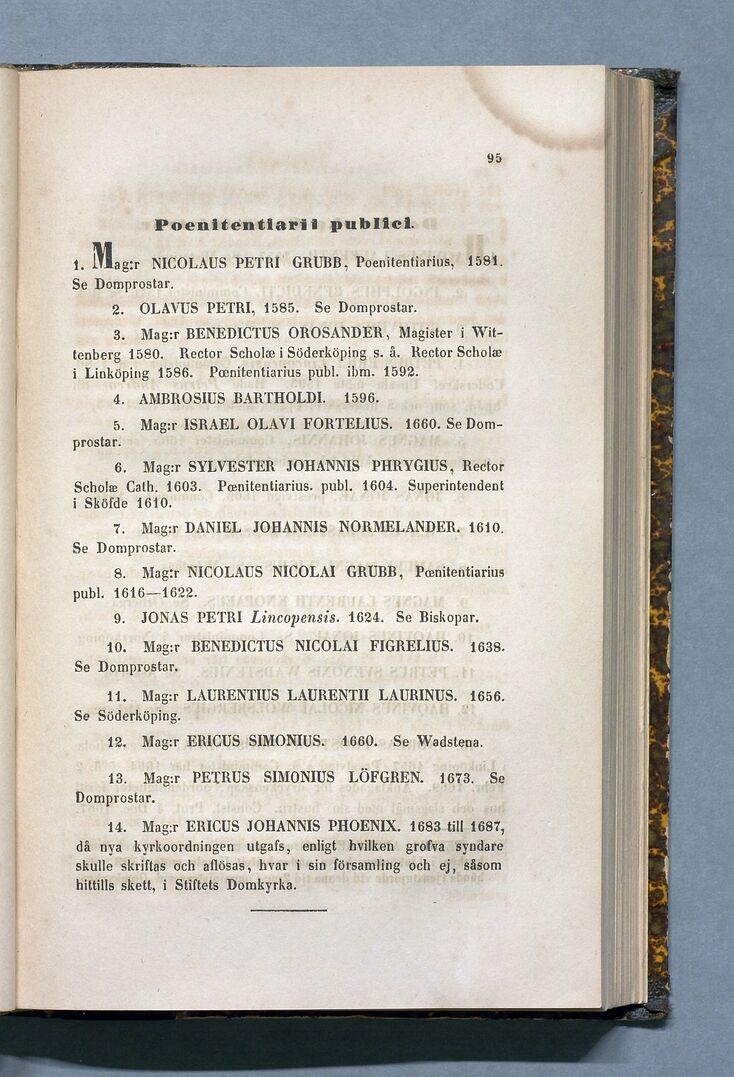 95
Poenitentiarii publici.
1. Mag:r NICOLAUS PETRI GRUBB, Poenitentiarius, 1581.
Se Domprostar.
2. OLAVUS PETRI, 1585. Se Domprostar.
3. Mag:r BENEDICTUS OROSANDER, Magister i Wit-
tenberg 1580. Rector Scholæ i Söderköping s. å. Rector Scholæ
i Linköping 1586. Pœnitentiarius publ. ibm. 1592.
4. AMBROSIUS BARTHOLDI. 1596.
5. Mag:r ISRAEL OLAVI FORTELIUS. 1660. Se Dom-
prostar.
6. Mag:r SYLVESTER JOHANNIS PHRYGIUS, Rector
Scholæ Cath. 1603. Pœnitentiarius. publ. 1604. Superintendent
i Sköfde 1610.
7. Mag:r DANIEL JOHANNIS NORMELANDER. 1610.
Se Domprostar.
8. Mag:r NICOLAUS NICOLAI GRUBB, Pœnitentiarius
publ. 1616—1622.
9. JONAS PETRI Lincopensis. 1624. Se Biskopar.
10. Mag:r BENEDICTUS NICOLAI FIGRELIUS. 1638.
Se Domprostar.
11. Mag:r LAURENTIUS LAURENTII LAURINUS. 1656.
Se Söderköping.
12. Mag:r ERICUS SIMONIUS. 1660. Se Wadstena.
13. Mag:r PETRUS SIMONIUS LÖFGREN. 1673. Se
Domprostar.
14. Mag:r ERICUS JOHANNIS PHOENIX. 1683 till 1687,
då nya kyrkoordningen utgafs, enligt hvilken grofva syndare
skulle skriftas och aflösas, hvar i sin församling och ej, såsom
hittills skett, i Stiftets Domkyrka.